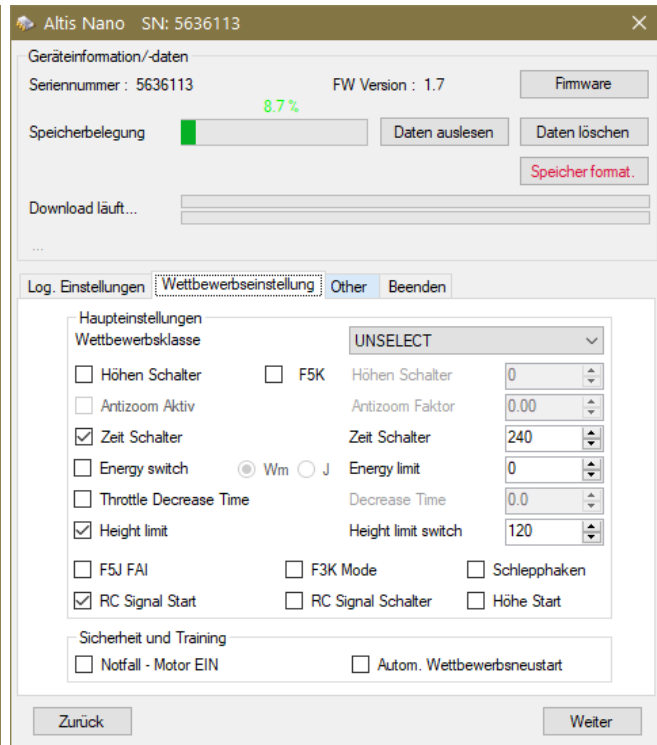 Altis Nano SN: 5636113
Geräteinformation/-daten
Seriennummer : 5636113 FW Version : 1.7 Firmware
8.7 %
Speicherbelegung Daten auslesen Daten löschen
Speicher format.
Download läuft...
...
Log. Einstellungen Wettbewerbseinstellung Other Beenden
Haupteinstellungen
Wettbewerbsklasse UNSELECT
Höhen Schalter F5K Höhen Schalter 0
Antizoom Aktiv Antizoom Faktor 0.00
Zeit Schalter Zeit Schalter 240
Energy switch Wm J Energy limit 0
Throttle Decrease Time Decrease Time 0.0
Height limit Height limit switch 120
F5J FAI F3K Mode Schlepphaken
RC Signal Start RC Signal Schalter Höhe Start
Sicherheit und Training
Notfall - Motor EIN Autom. Wettbewerbsneustart
Zurück Weiter